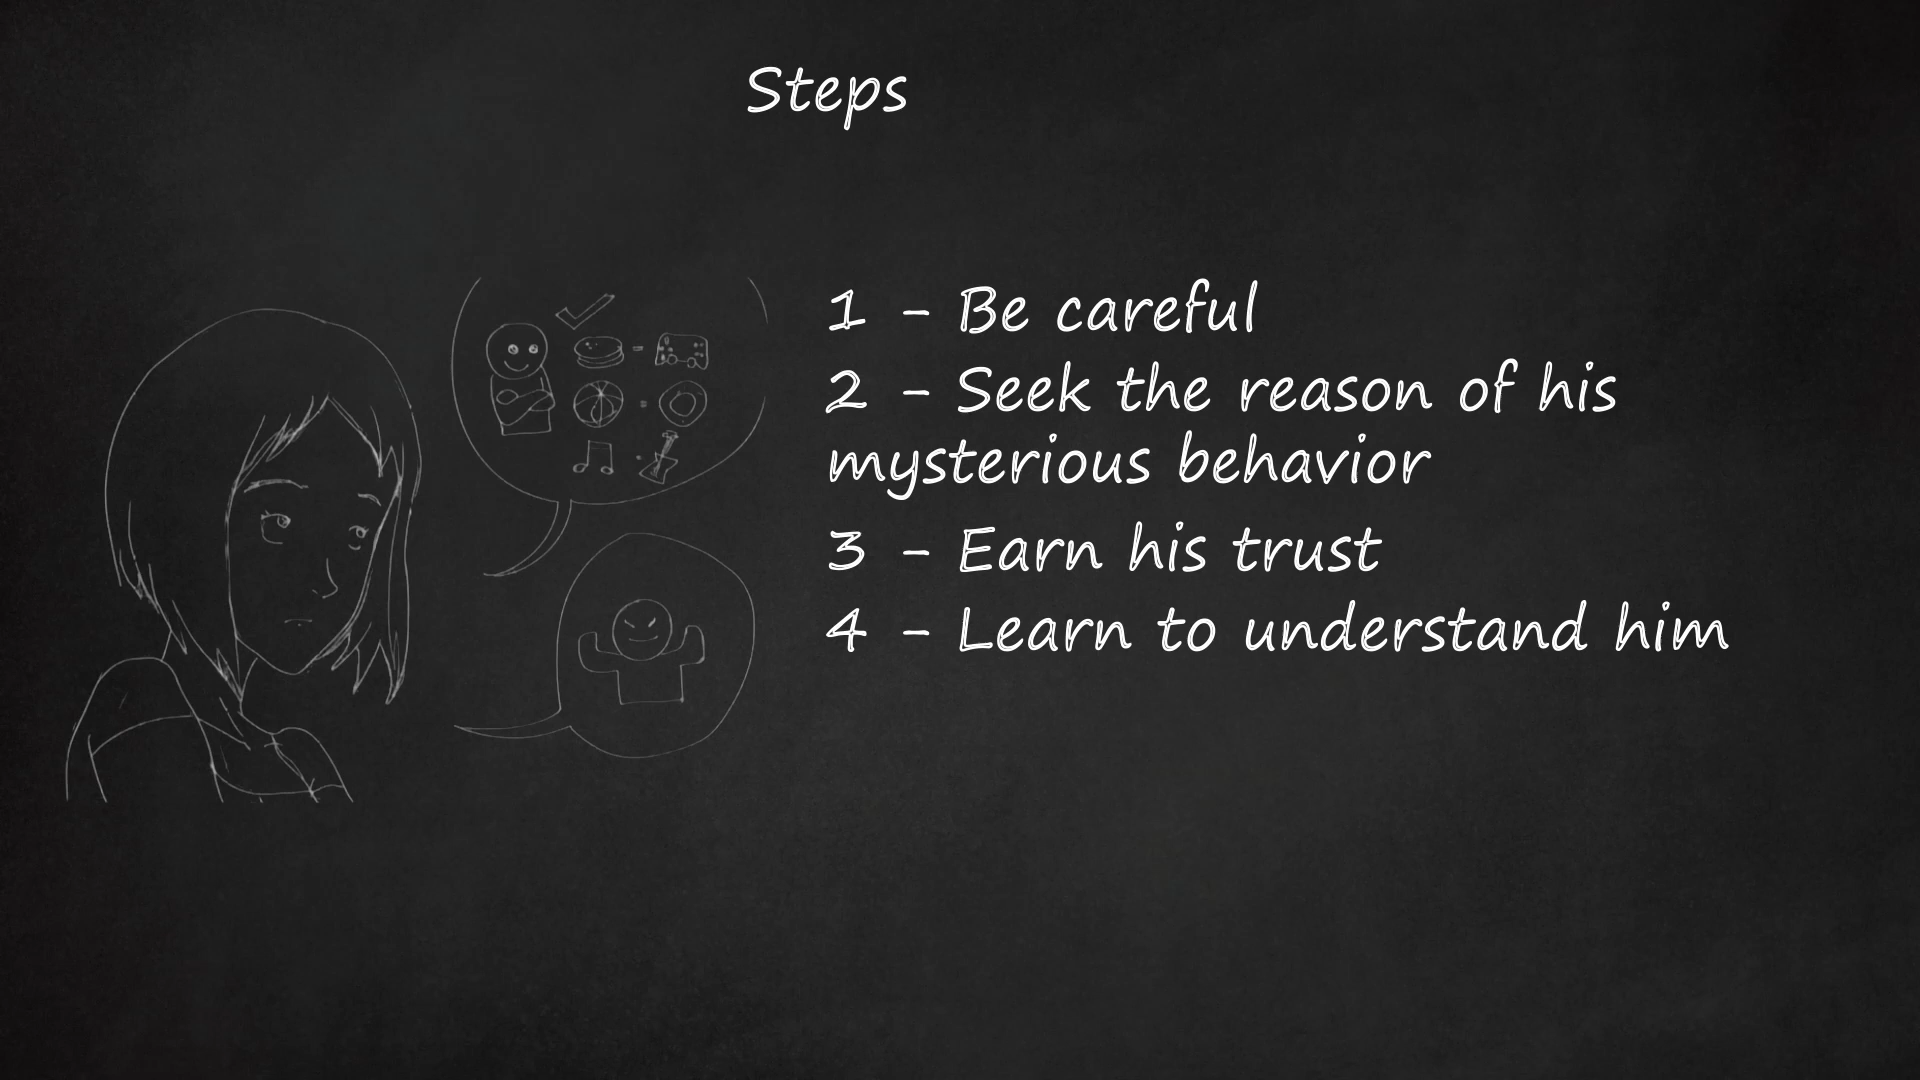 Steps
1 - Be careful
2 - Seek the reason of his
mysterious behavior
3 - Earn his trust
4 - Learn to understand him